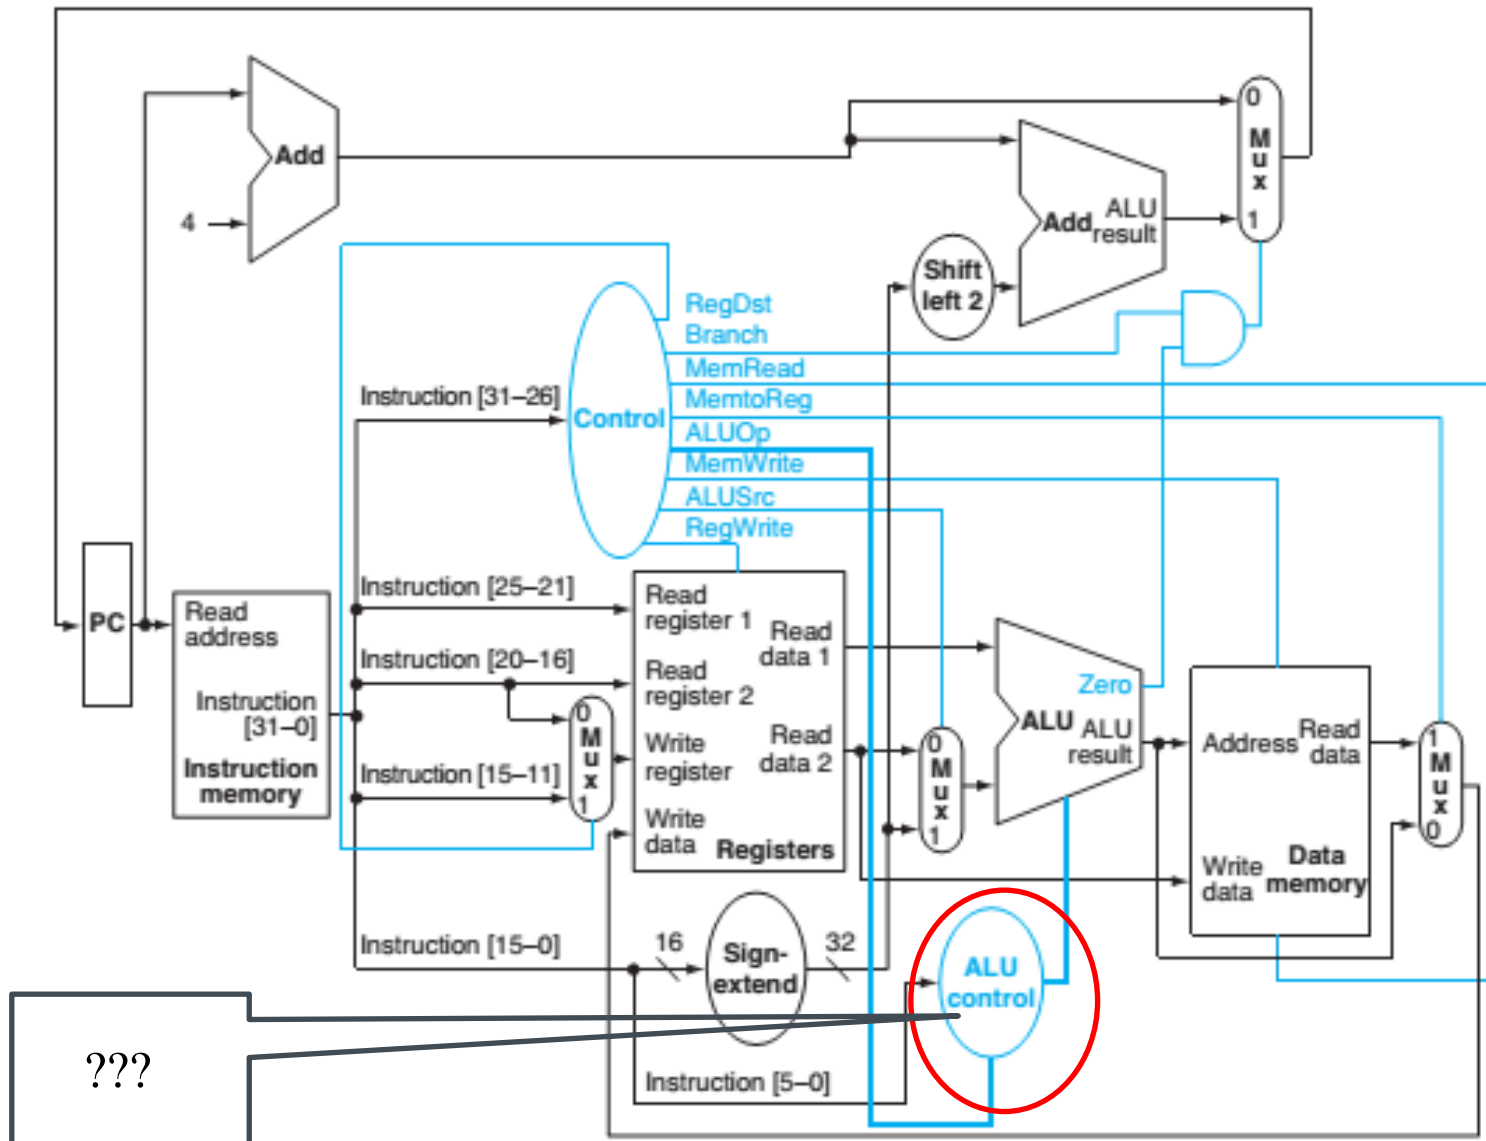 Add
4
0
M
u
x
1
Add
ALU
result
Shift
left 2
RegDst
Branch
MemRead
MemtoReg
ALUOp
MemWrite
ALUSrc
RegWrite
Control
Instruction [31–26]
Instruction [25–21]
Instruction [20–16]
Instruction [15–11]
Instruction [15–0]
Instruction [5–0]
PC
Read
address
Instruction
[31–0]
Instruction
memory
0
M
u
x
1
Read
register 1
Read
register 2
Write
register
Write
data
Read
data 1
Read
data 2
Registers
0
M
u
x
1
Zero
ALU
ALU
result
Address
Read
data
Write
data
Data
memory
1
M
u
x
0
16
Sign-
extend
32
ALU
control
???